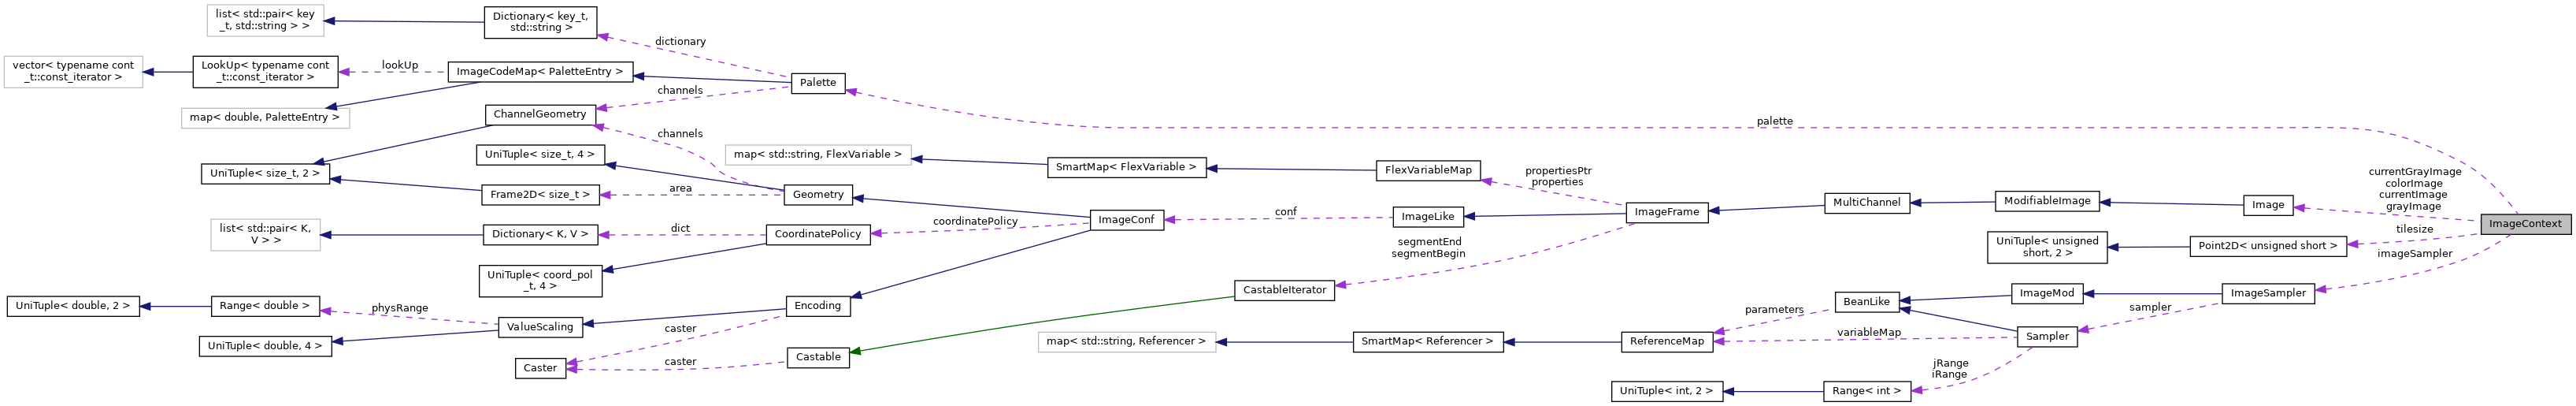 list< std::pair< key
_t, std::string > >
Dictionary< key_t,
std::string >
dictionary
vector< typename cont
_t::const_iterator >
LookUp< typename cont
_t::const_iterator >
lookUp
ImageCodeMap< PaletteEntry >
Palette
map< double, PaletteEntry >
channels
ChannelGeometry
palette
channels
UniTuple< size_t, 4 >
map< std::string, FlexVariable >
SmartMap< FlexVariable >
FlexVariableMap
propertiesPtr
properties
UniTuple< size_t, 2 >
Frame2D< size_t >
area
Geometry
ImageConf
conf
ImageLike
ImageFrame
MultiChannel
ModifiableImage
Image
currentGrayImage
colorImage
currentImage
grayImage
ImageContext
list< std::pair< K,
V > >
Dictionary< K, V >
dict
CoordinatePolicy
coordinatePolicy
segmentEnd
segmentBegin
UniTuple< unsigned
short, 2 >
Point2D< unsigned short >
tilesize
imageSampler
UniTuple< coord_pol
_t, 4 >
CastableIterator
UniTuple< double, 2 >
Range< double >
physRange
ValueScaling
Encoding
BeanLike
ImageMod
ImageSampler
parameters
sampler
UniTuple< double, 4 >
caster
map< std::string, Referencer >
SmartMap< Referencer >
ReferenceMap
variableMap
Sampler
Caster
caster
Castable
jRange
iRange
UniTuple< int, 2 >
Range< int >